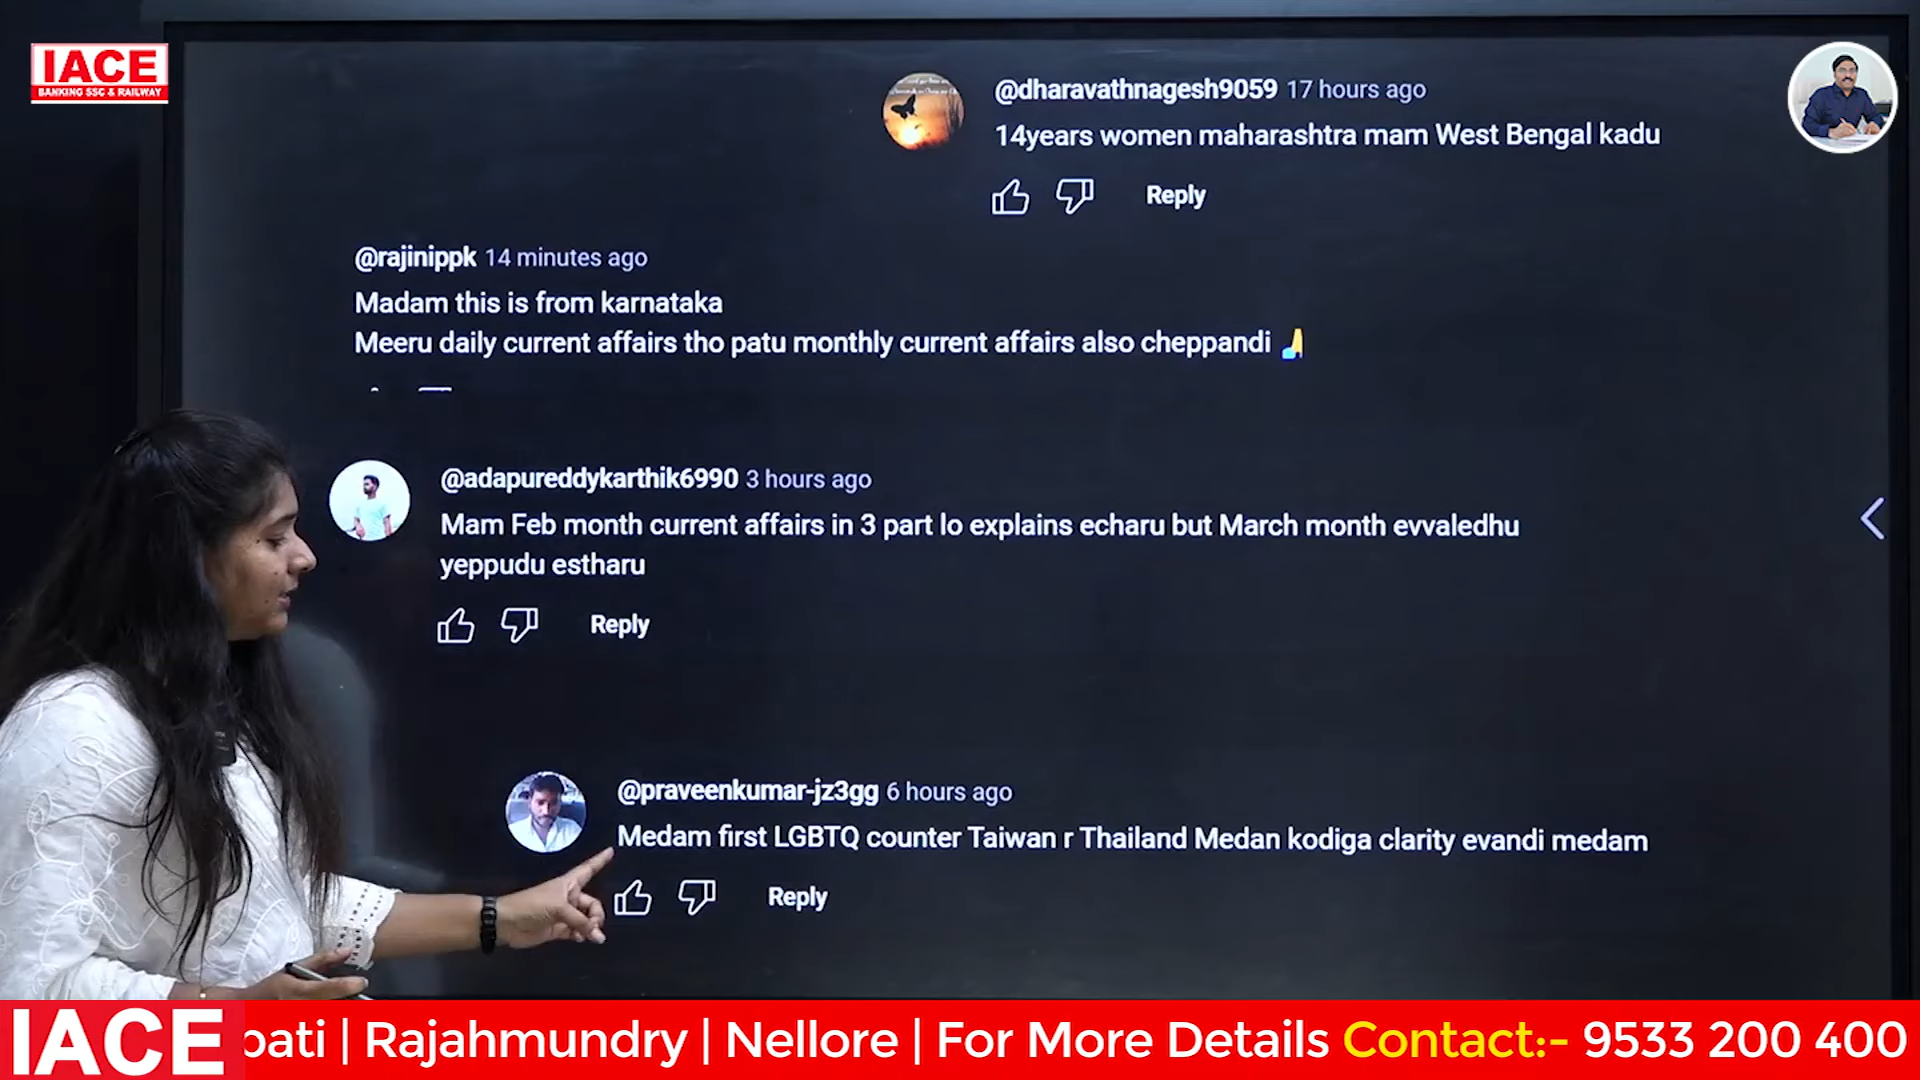 IACE
BANKING SSC & RAILWAY
@dharavathnagesh9059 17 hours ago
14years women maharashtra mam West Bengal kadu
Reply
@rajinippk 14 minutes ago
Madam this is from karnataka
Meeru daily current affairs tho patu monthly current affairs also cheppandi
@adapureddykarthik6990 3 hours ago
Mam Feb month current affairs in 3 part lo explains echaru but March month evvaledhu
yeppudu estharu
Reply
@praveenkumar-jz3gg 6 hours ago
Medam first LGBTQ counter Taiwan r Thailand Medan kodiga clarity evandi medam
Reply
IACE pati | Rajahmundry | Nellore | For More Details Contact:- 9533 200 400